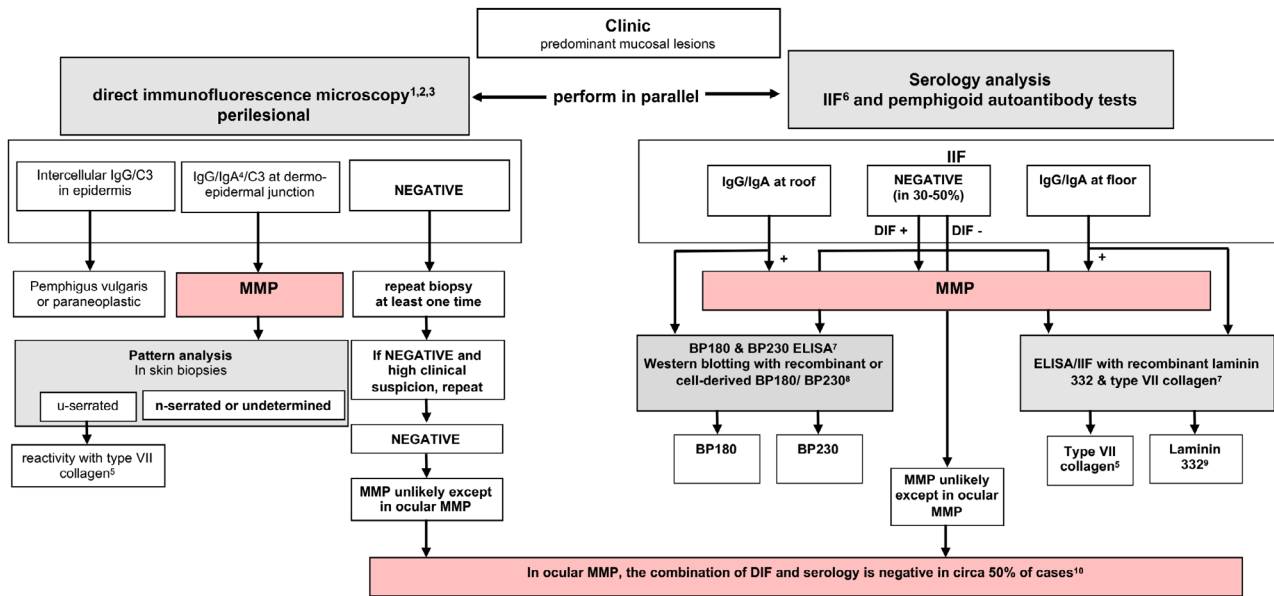 Clinic
predominant mucosal lesions
direct immunofluorescence microscopy1,2,3
perilesional
perform in parallel
Serology analysis
IIF6 and pemphigoid autoantibody tests
Intercellular IgG/C3
in epidermis
IgG/IgA4/C3 at dermo-
epidermal junction
NEGATIVE
IIF
IgG/IgA at roof
NEGATIVE
(in 30-50%)
IgG/IgA at floor
DIF +
DIF -
+
+
Pemphigus vulgaris
or paraneoplastic
MMP
repeat biopsy
at least one time
MMP
Pattern analysis
In skin biopsies
u-serrated
n-serrated or undetermined
If NEGATIVE and
high clinical
suspicion, repeat
BP180 & BP230 ELISA7
Western blotting with recombinant or
cell-derived BP180/ BP2308
ELISA/IIF with recombinant laminin
332 & type VII collagen7
reactivity with type VII
collagen5
NEGATIVE
BP180
BP230
Type VII
collagen5
Laminin
3329
MMP unlikely except
in ocular MMP
MMP unlikely
except in ocular
MMP
In ocular MMP, the combination of DIF and serology is negative in circa 50% of cases10